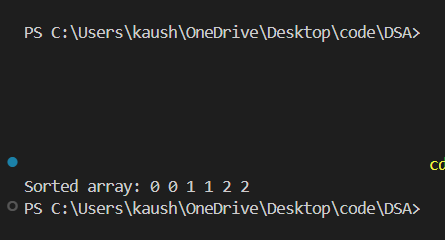 PS C:\Users\kaush\OneDrive\Desktop\code\DSA>
cd
Sorted array: 0 0 1 1 2 2
PS C:\Users\kaush\OneDrive\Desktop\code\DSA>